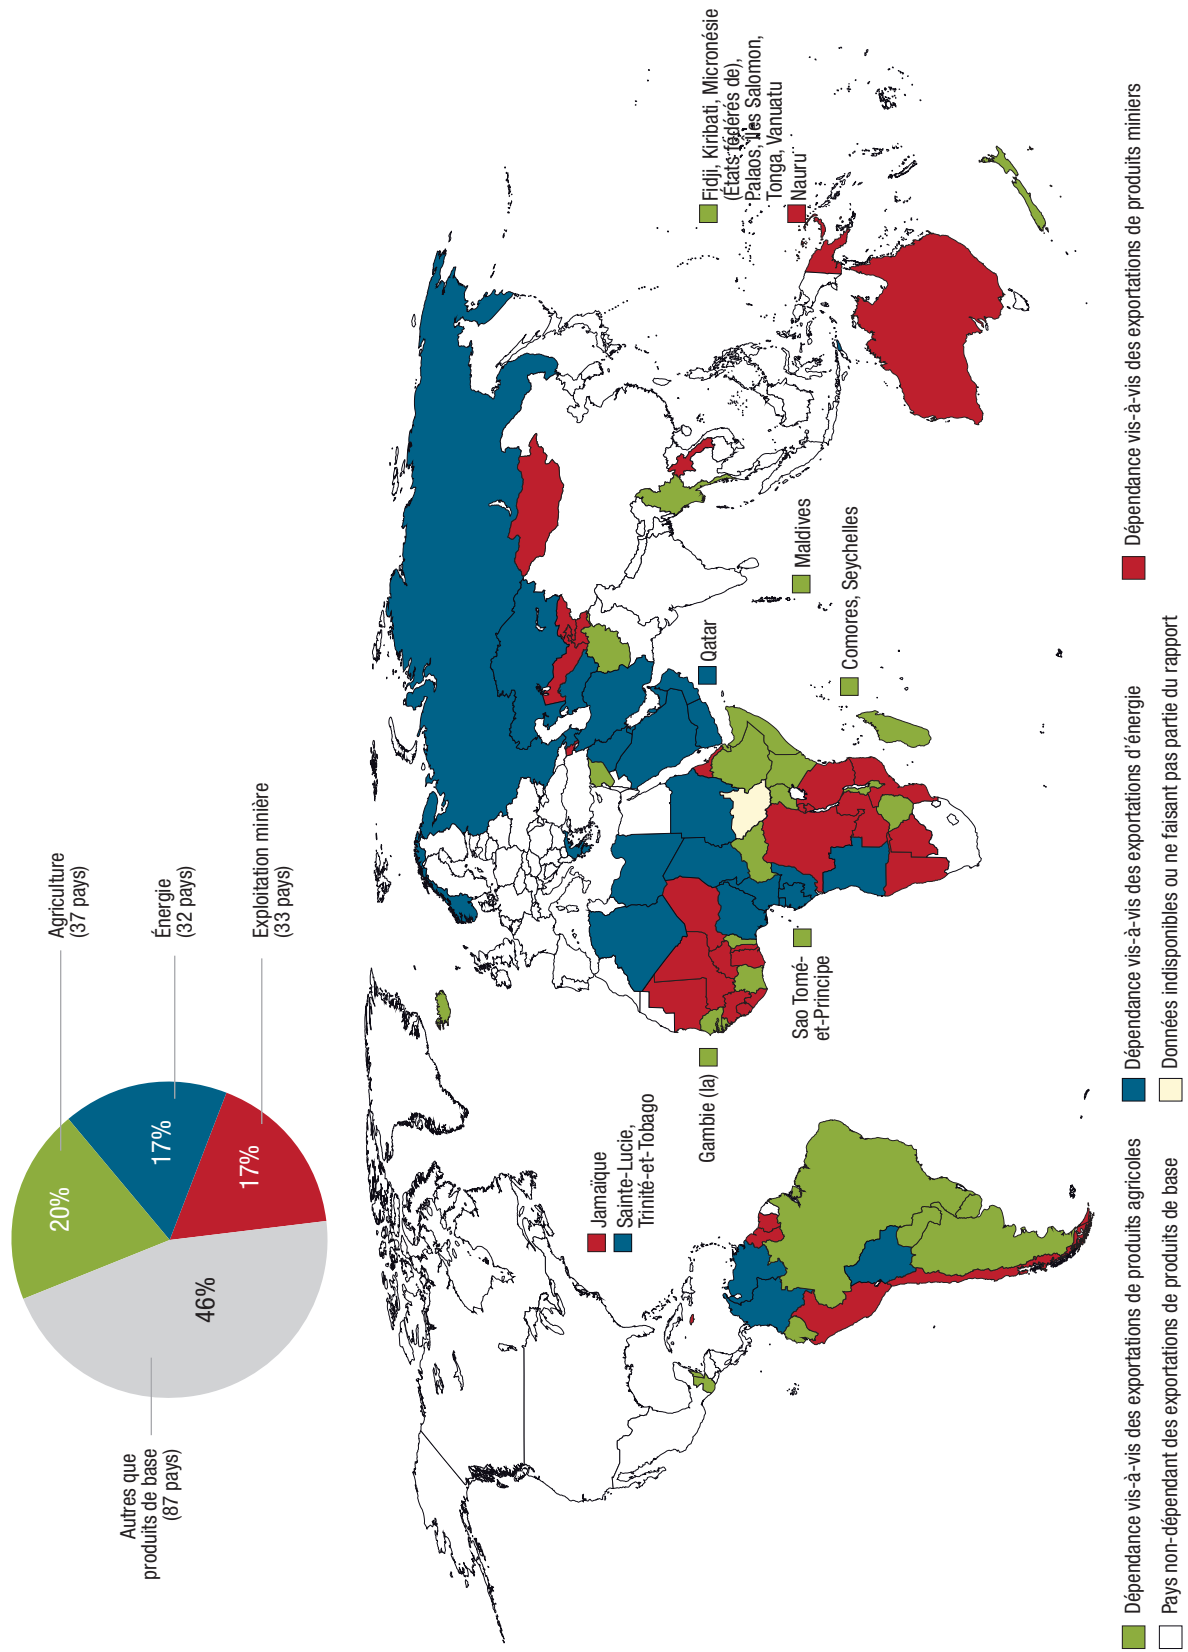 Agriculture
(37 pays)
Énergie
(32 pays)
Exploitation minière
(33 pays)
Autres que
produits de base
(87 pays)
20%
17%
17%
46%
Jamaïque
Sainte-Lucie,
Trinité-et-Tobago
Gambie (la)
Sao Tomé-
et-Principe
Qatar
Comores, Seychelles
Maldives
Fidji, Kiribati, Micronésie
(États fédérés de),
Palaos, Îles Salomon,
Tonga, Vanuatu
Nauru
Dépendance vis-à-vis des exportations de produits agricoles
Dépendance vis-à-vis des exportations d'énergie
Dépendance vis-à-vis des exportations de produits miniers
Pays non-dépendant des exportations de produits de base
Données indisponibles ou ne faisant pas partie du rapport